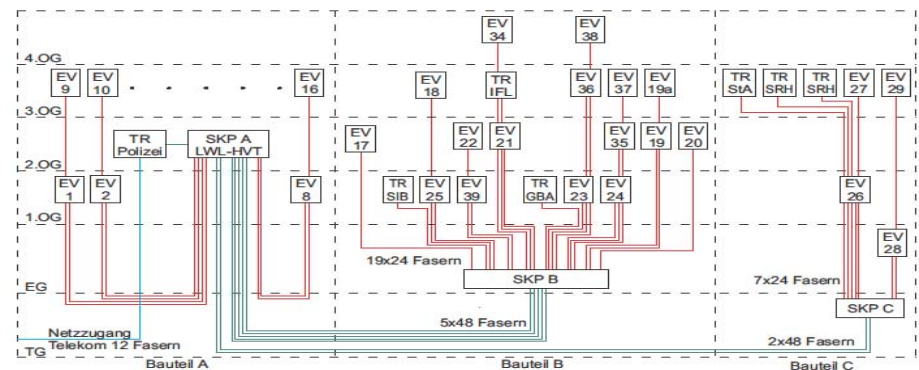 EV
34
EV
38
4.OG
EV
9
EV
10
EV
16
EV
18
TR
IFL
EV
36
EV
37
EV
19a
TR
StA
TR
SRH
TR
SRH
EV
27
EV
29
3.OG
TR
Polizei
SKP A
LWL-HVT
EV
17
EV
22
EV
21
EV
35
EV
19
EV
20
2.OG
EV
1
EV
2
EV
8
TR
SIB
EV
25
EV
39
TR
GBA
EV
23
EV
24
EV
26
1.OG
EV
28
19x24 Fasern
SKP B
7x24 Fasern
EG
SKP C
Netzzugang
Telekom 12 Fasern
5x48 Fasern
2x48 Fasern
TG
Bauteil A
Bauteil B
Bauteil C